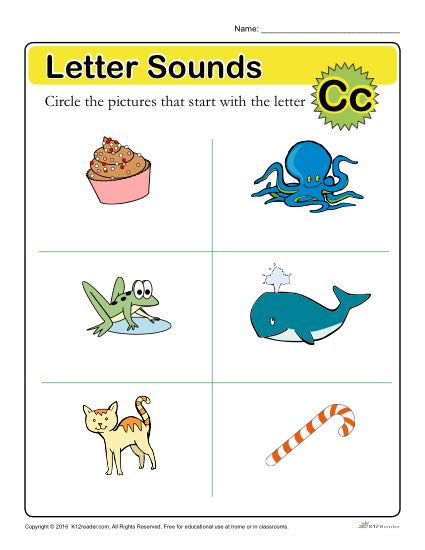 Name: ________________________________
Letter Sounds
Circle the pictures that start with the letter
Cc
Copyright © 2016 K12reader.com. All Rights Reserved. Free for educational use at home or in classrooms.
K12READER